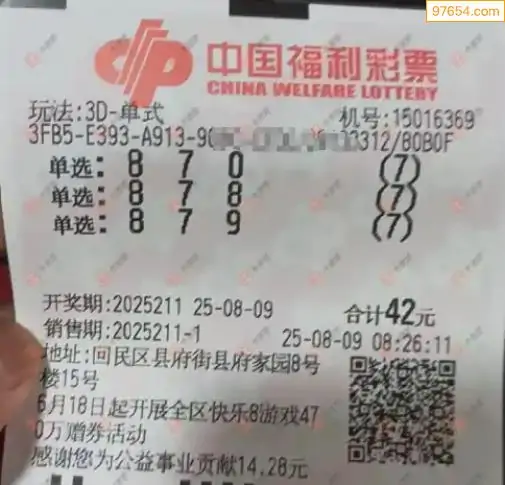 97654.com
中国福利彩票
CHINA WELFARE LOTTERY
玩法:3D-单式 机号:15016369
3FB5-E393-A913-9 312/80B0F
单选: 8 7 0 (7)
单选: 8 7 8 (7)
单选: 8 7 9 (7)
开奖期:2025211 25-08-09 合计42元
销售期:2025211-1 25-08-09 08:26:11
地址:回民区县府街县府家园8号
楼15号
6月18日起开展全区快乐8游戏47
0万赠券活动
感谢您为公益事业贡献14.28元